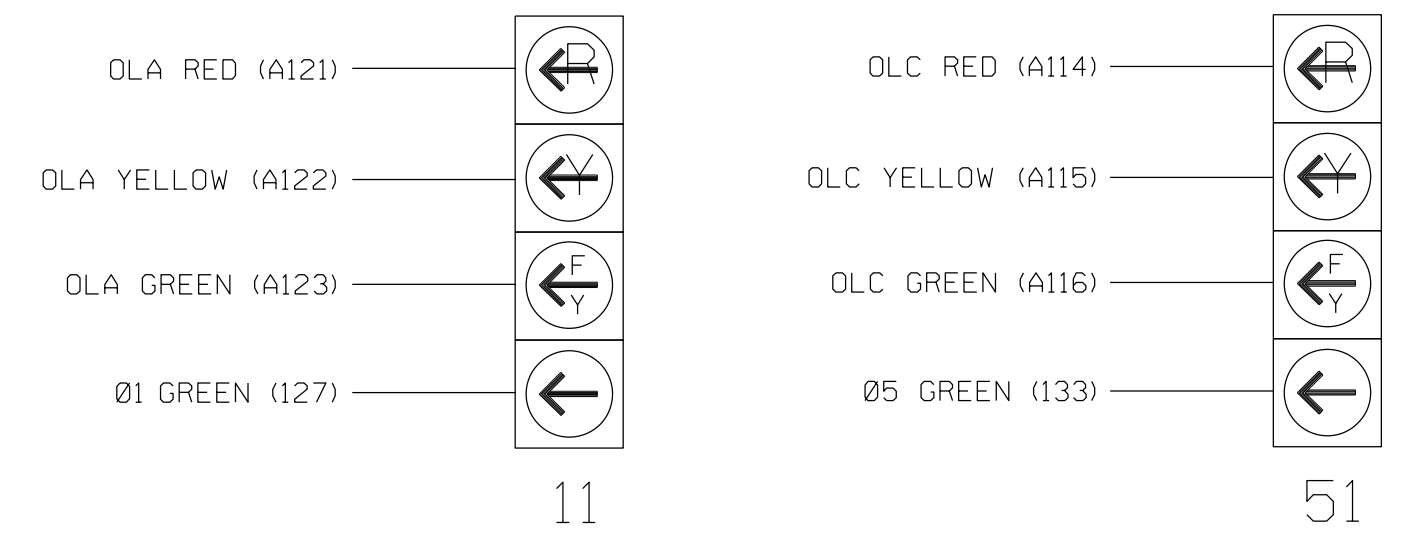 OLA RED (A121)
R
OLA YELLOW (A122)
Y
OLA GREEN (A123)
F
Y
Ø1 GREEN (127)
11
OLC RED (A114)
R
OLC YELLOW (A115)
Y
OLC GREEN (A116)
F
Y
Ø5 GREEN (133)
51